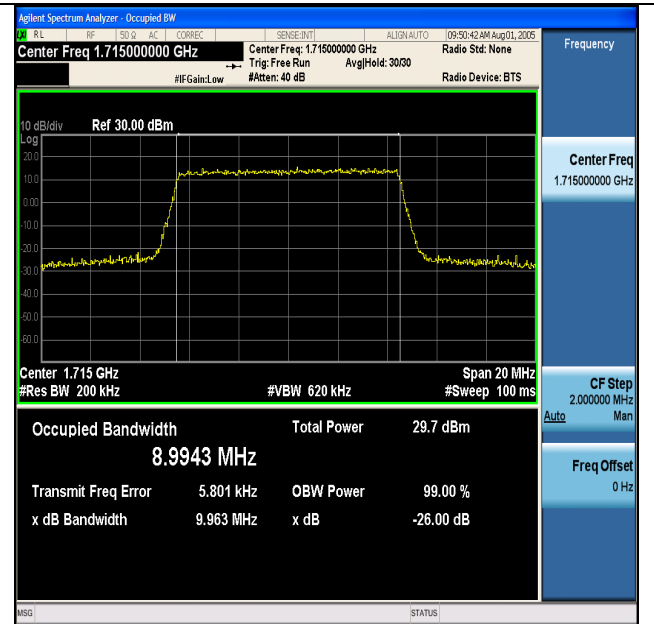 Agilent Spectrum Analyzer - Occupied BW
LXI RL RF 50 Ω AC CORREC SENSE:INT ALIGN AUTO 09:50:42 AM Aug 01, 2005
Center Freq 1.715000000 GHz Center Freq: 1.715000000 GHz Radio Std: None
Trig: Free Run Avg|Hold: 30/30
#IFGain:Low #Atten: 40 dB Radio Device: BTS
Frequency
10 dB/div Ref 30.00 dBm
Log
20.0
10.0
0.00
-10.0
-20.0
-30.0
-40.0
-50.0
-60.0
Center 1.715 GHz Span 20 MHz
#Res BW 200 kHz #VBW 620 kHz #Sweep 100 ms
Occupied Bandwidth Total Power 29.7 dBm
8.9943 MHz
Transmit Freq Error 5.801 kHz OBW Power 99.00 %
x dB Bandwidth 9.963 MHz x dB -26.00 dB
Center Freq
1.715000000 GHz
CF Step
2.000000 MHz
Auto Man
Freq Offset
0 Hz
MSG STATUS